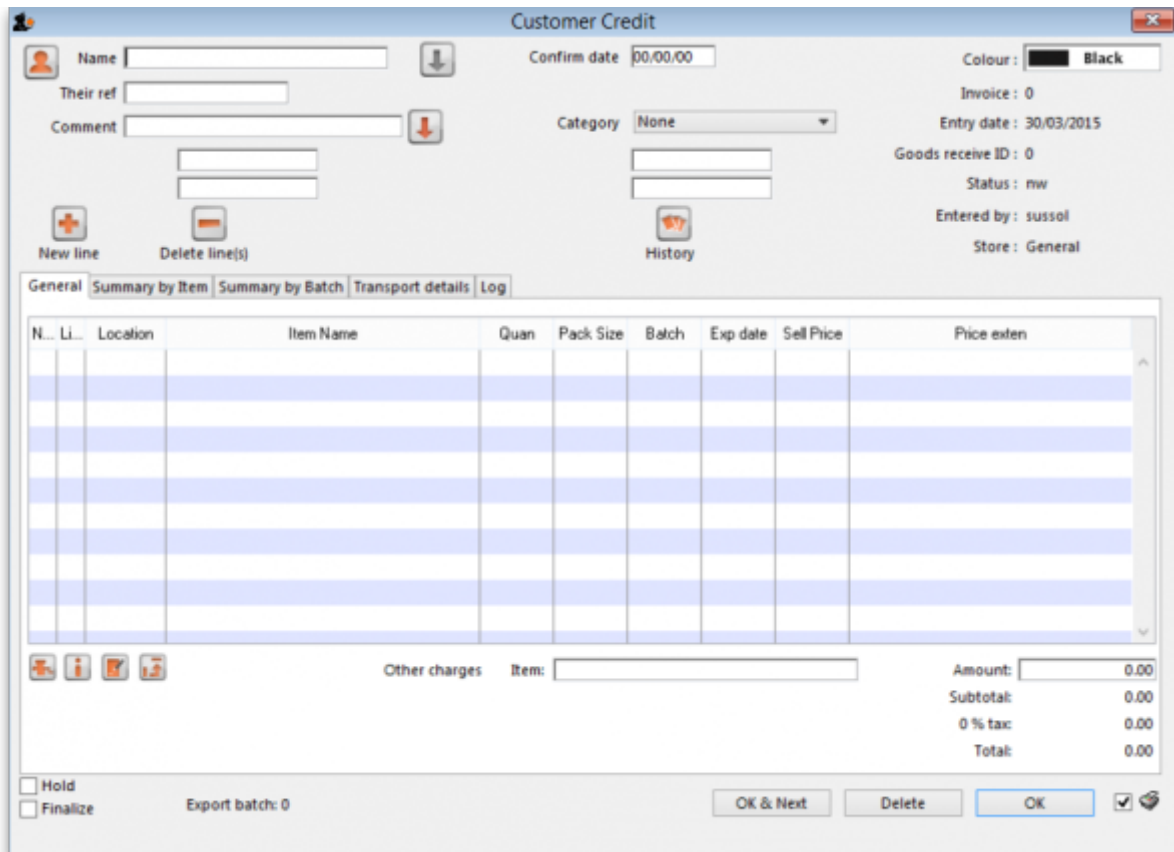 Customer Credit
Name
Confirm date 00/00/00
Colour: Black
Their ref
Invoice: 0
Comment
Category None
Entry date: 30/03/2015
Goods receive ID: 0
Status: nw
Entered by: sussol
New line Delete line(s) History
Store: General
General Summary by Item Summary by Batch Transport details Log
N... Li... Location Item Name Quan Pack Size Batch Exp date Sell Price Price exten
Other charges Item: Amount: 0.00
Subtotal: 0.00
0 % tax: 0.00
Total: 0.00
Hold
Finalize Export batch: 0 OK & Next Delete OK